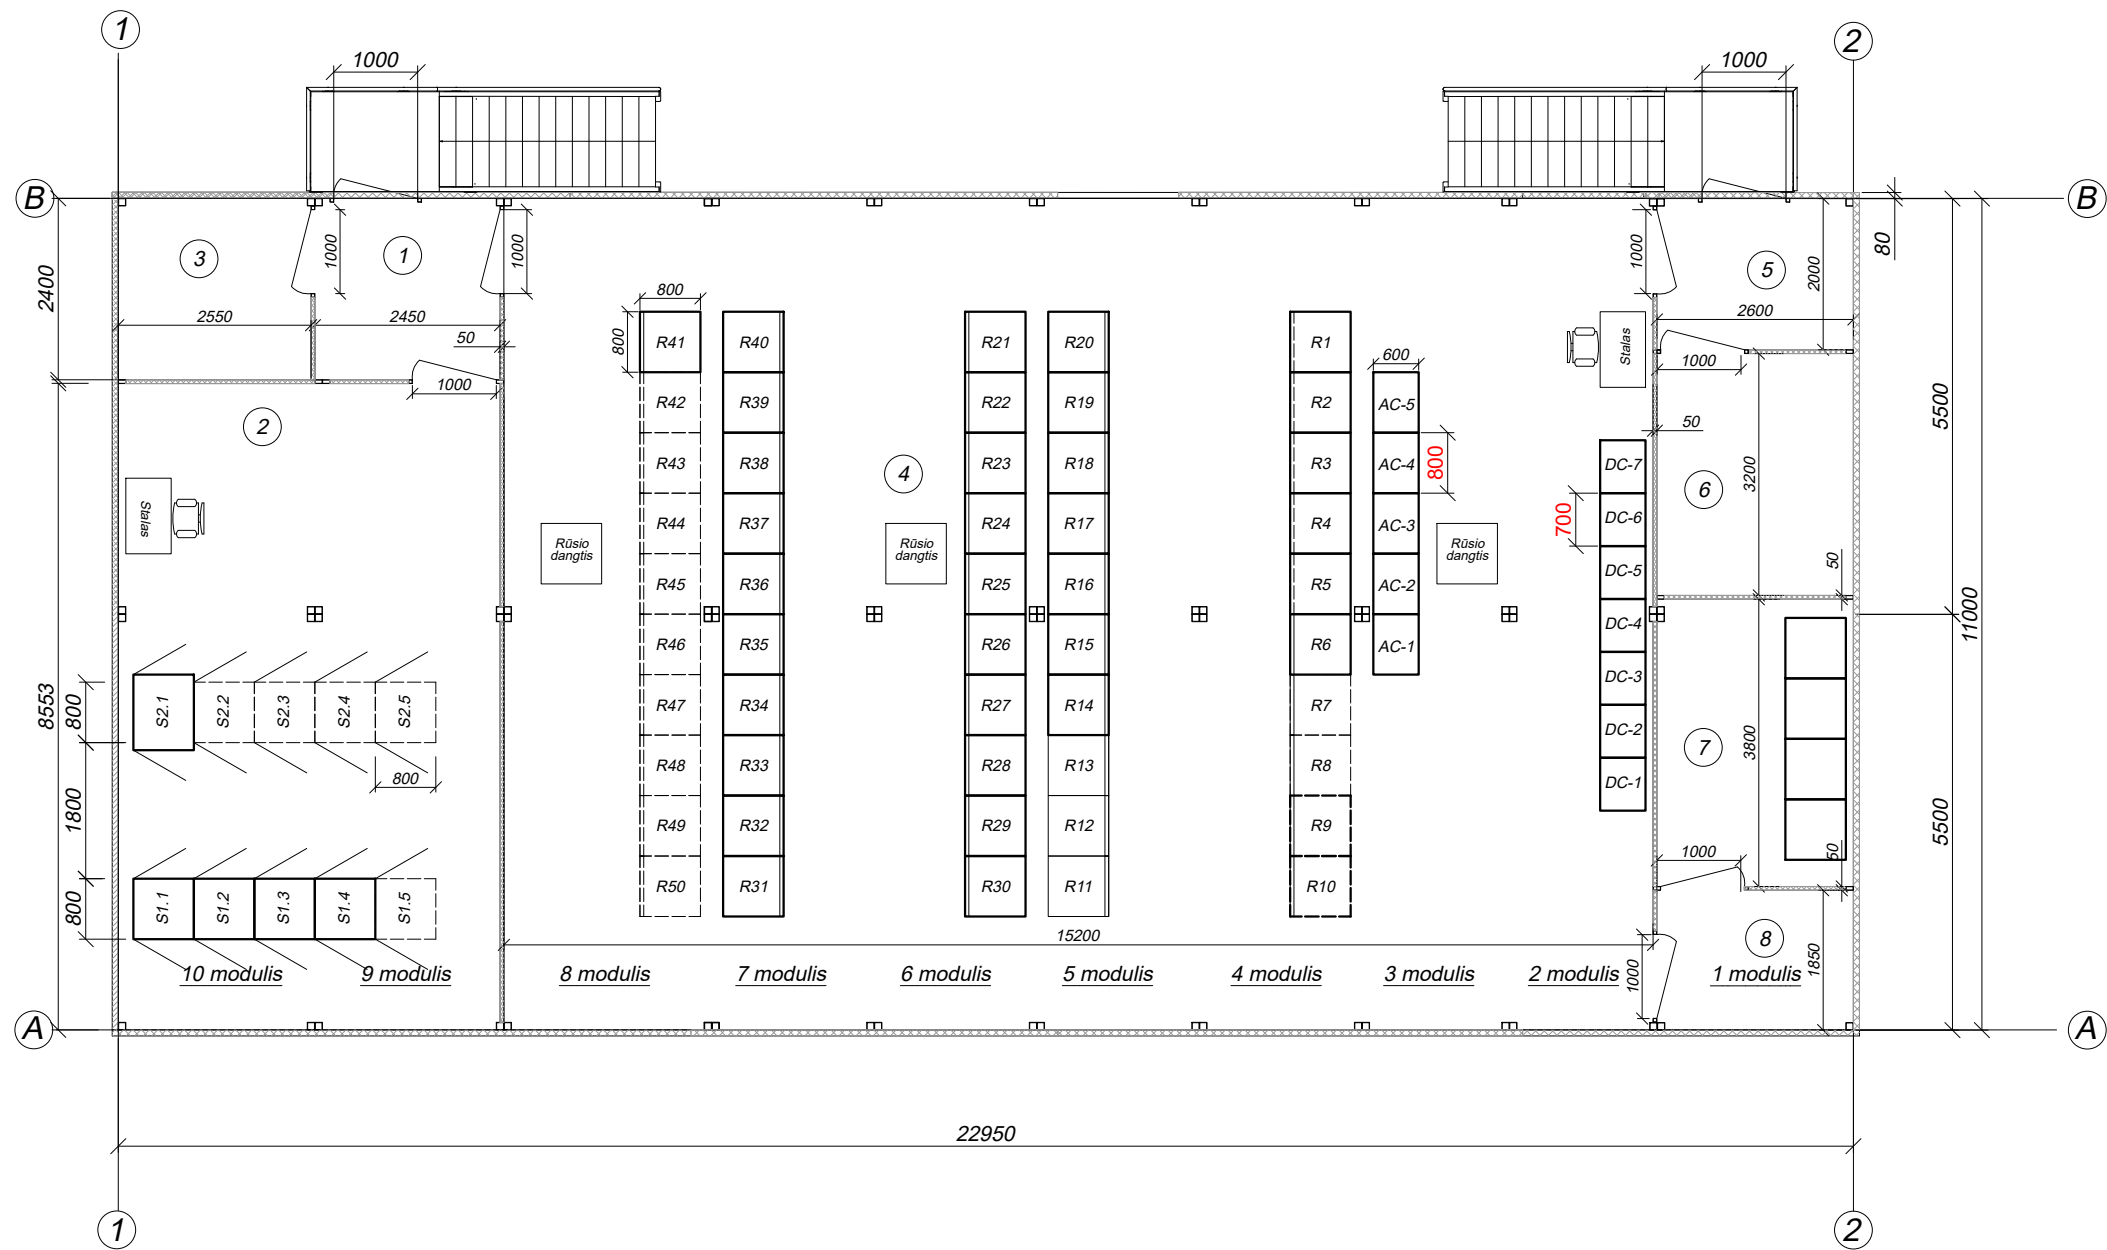 1
2
1000
1000
B
B
3
1
5
1000
1000
1000
2000
80
2400
2550
2450
50
800
800
2600
1000
1000
600
Stalas
50
5500
11000
2
4
6
3200
R41
R42
R43
R44
R45
R46
R47
R48
R49
R50
R40
R39
R38
R37
R36
R35
R34
R33
R32
R31
R21
R22
R23
R24
R25
R26
R27
R28
R29
R30
R20
R19
R18
R17
R16
R15
R14
R13
R12
R11
R1
R2
R3
R4
R5
R6
R7
R8
R9
R10
AC-5
AC-4
AC-3
AC-2
AC-1
800
700
DC-7
DC-6
DC-5
DC-4
DC-3
DC-2
DC-1
Stalas
Rūsio
dangtis
Rūsio
dangtis
Rūsio
dangtis
50
8553
800
1800
800
S2.1
S2.2
S2.3
S2.4
S2.5
800
S1.1
S1.2
S1.3
S1.4
S1.5
7
3800
50
1000
5500
8
1850
1000
15200
10 modulis
9 modulis
8 modulis
7 modulis
6 modulis
5 modulis
4 modulis
3 modulis
2 modulis
1 modulis
A
A
22950
1
2